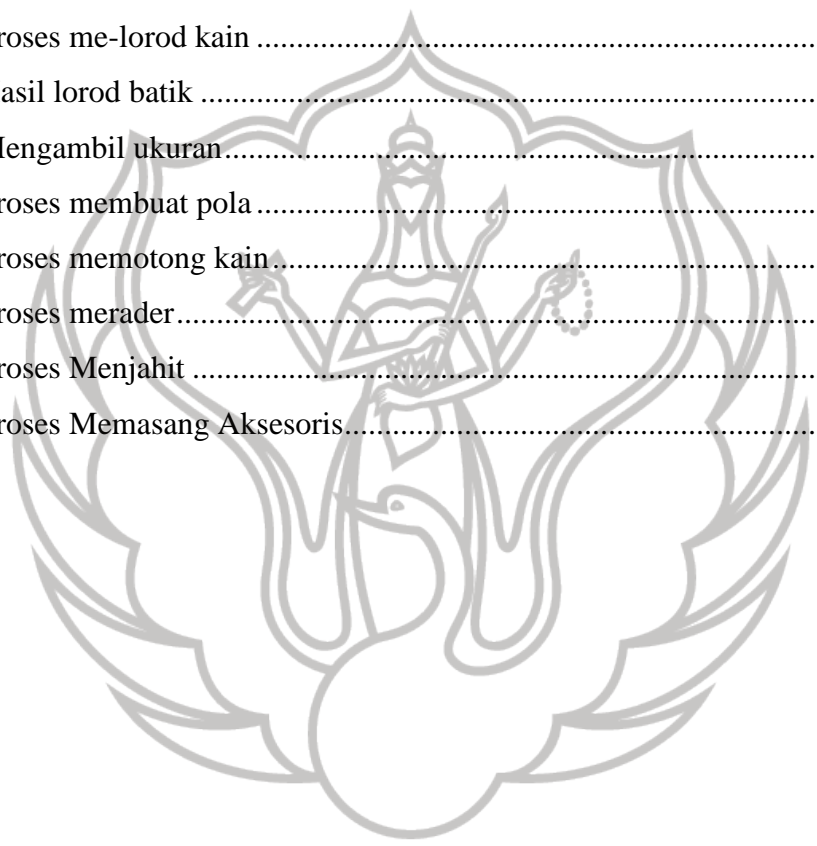 roses me-lorod kain ...............................................................................
asil lorod batik .......................................................................................
engambil ukuran....................................................................................
roses membuat pola ...............................................................................
roses memotong kain.............................................................................
roses merader..........................................................................................
roses Menjahit ........................................................................................
roses Memasang Aksesoris....................................................................